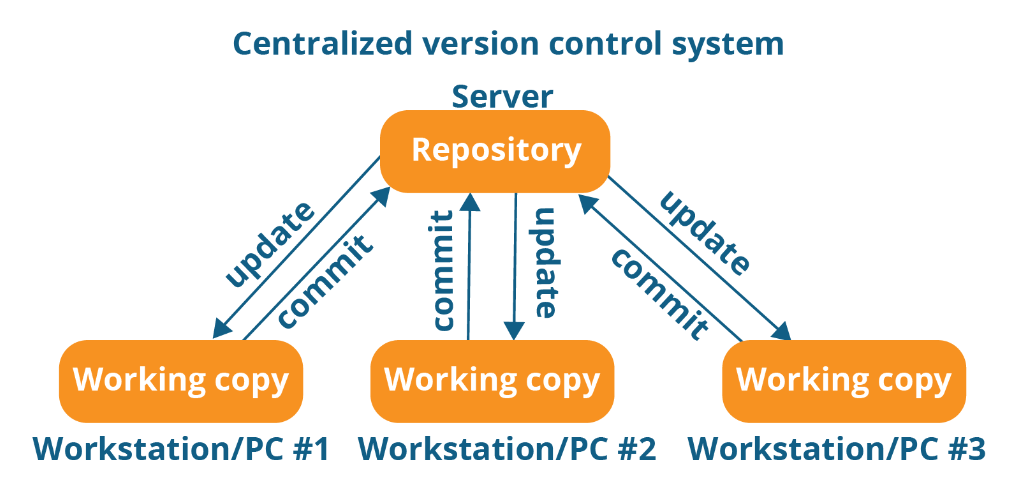 Centralized version control system
Server
Repository
update
commit
commit
update
update
commit
Working copy
Working copy
Working copy
Workstation/PC #1
Workstation/PC #2
Workstation/PC #3